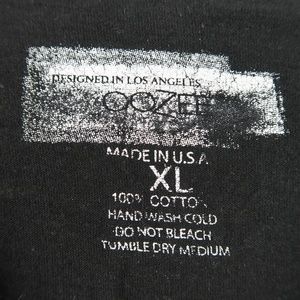 DESIGNED IN LOS ANGELES
MADE IN U.S.A
XL
100% COTTON
HAND WASH COLD
DO NOT BLEACH
TUMBLE DRY MEDIUM